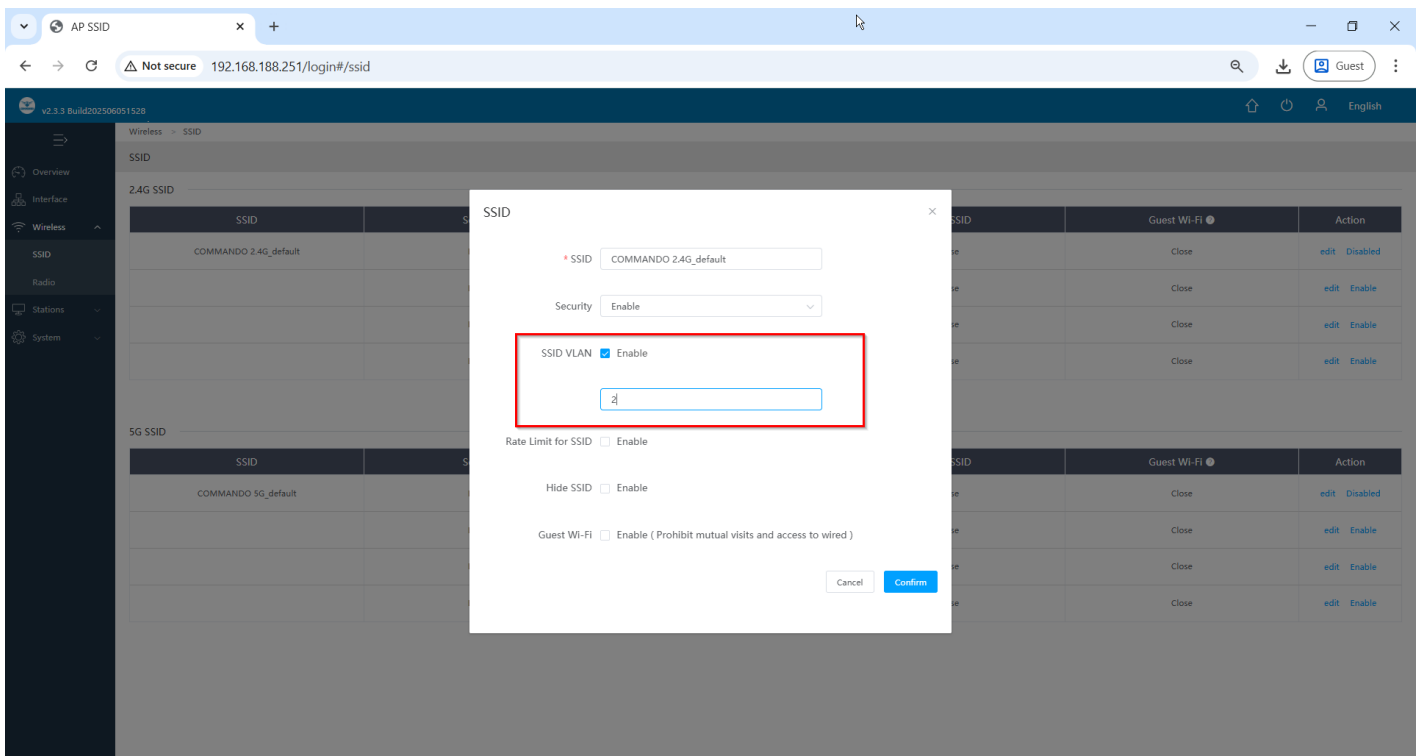 AP SSID
Not secure 192.168.188.251/login#/ssid Guest
v2.3.3 Build202506051528 English
Wireless > SSID
SSID
Overview
Interface
Wireless
SSID
Radio
Stations
System
2.4G SSID
SSID SSID Guest Wi-Fi Action
COMMANDO 2.4G_default Close edit Disabled
Close edit Enable
Close edit Enable
Close edit Enable
5G SSID
SSID SSID Guest Wi-Fi Action
COMMANDO 5G_default Close edit Disabled
Close edit Enable
Close edit Enable
Close edit Enable
SSID
* SSID COMMANDO 2.4G_default
Security Enable
SSID VLAN Enable
2
Rate Limit for SSID Enable
Hide SSID Enable
Guest Wi-Fi Enable ( Prohibit mutual visits and access to wired )
Cancel Confirm